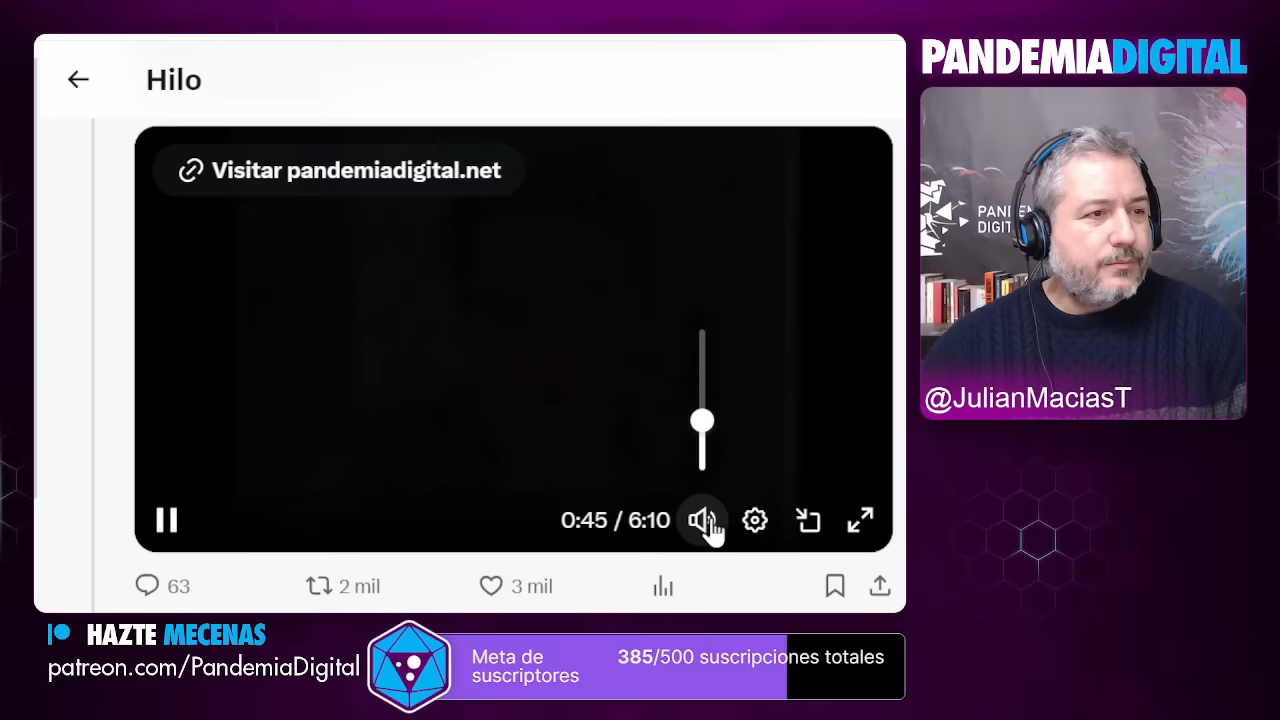 Hilo
Visitar pandemiadigital.net
0:45 / 6:10
63
2 mil
3 mil
PANDEMIADIGITAL
@JulianMaciasT
HAZTE MECENAS
patreon.com/PandemiaDigital
Meta de
suscriptores
385/500 suscripciones totales